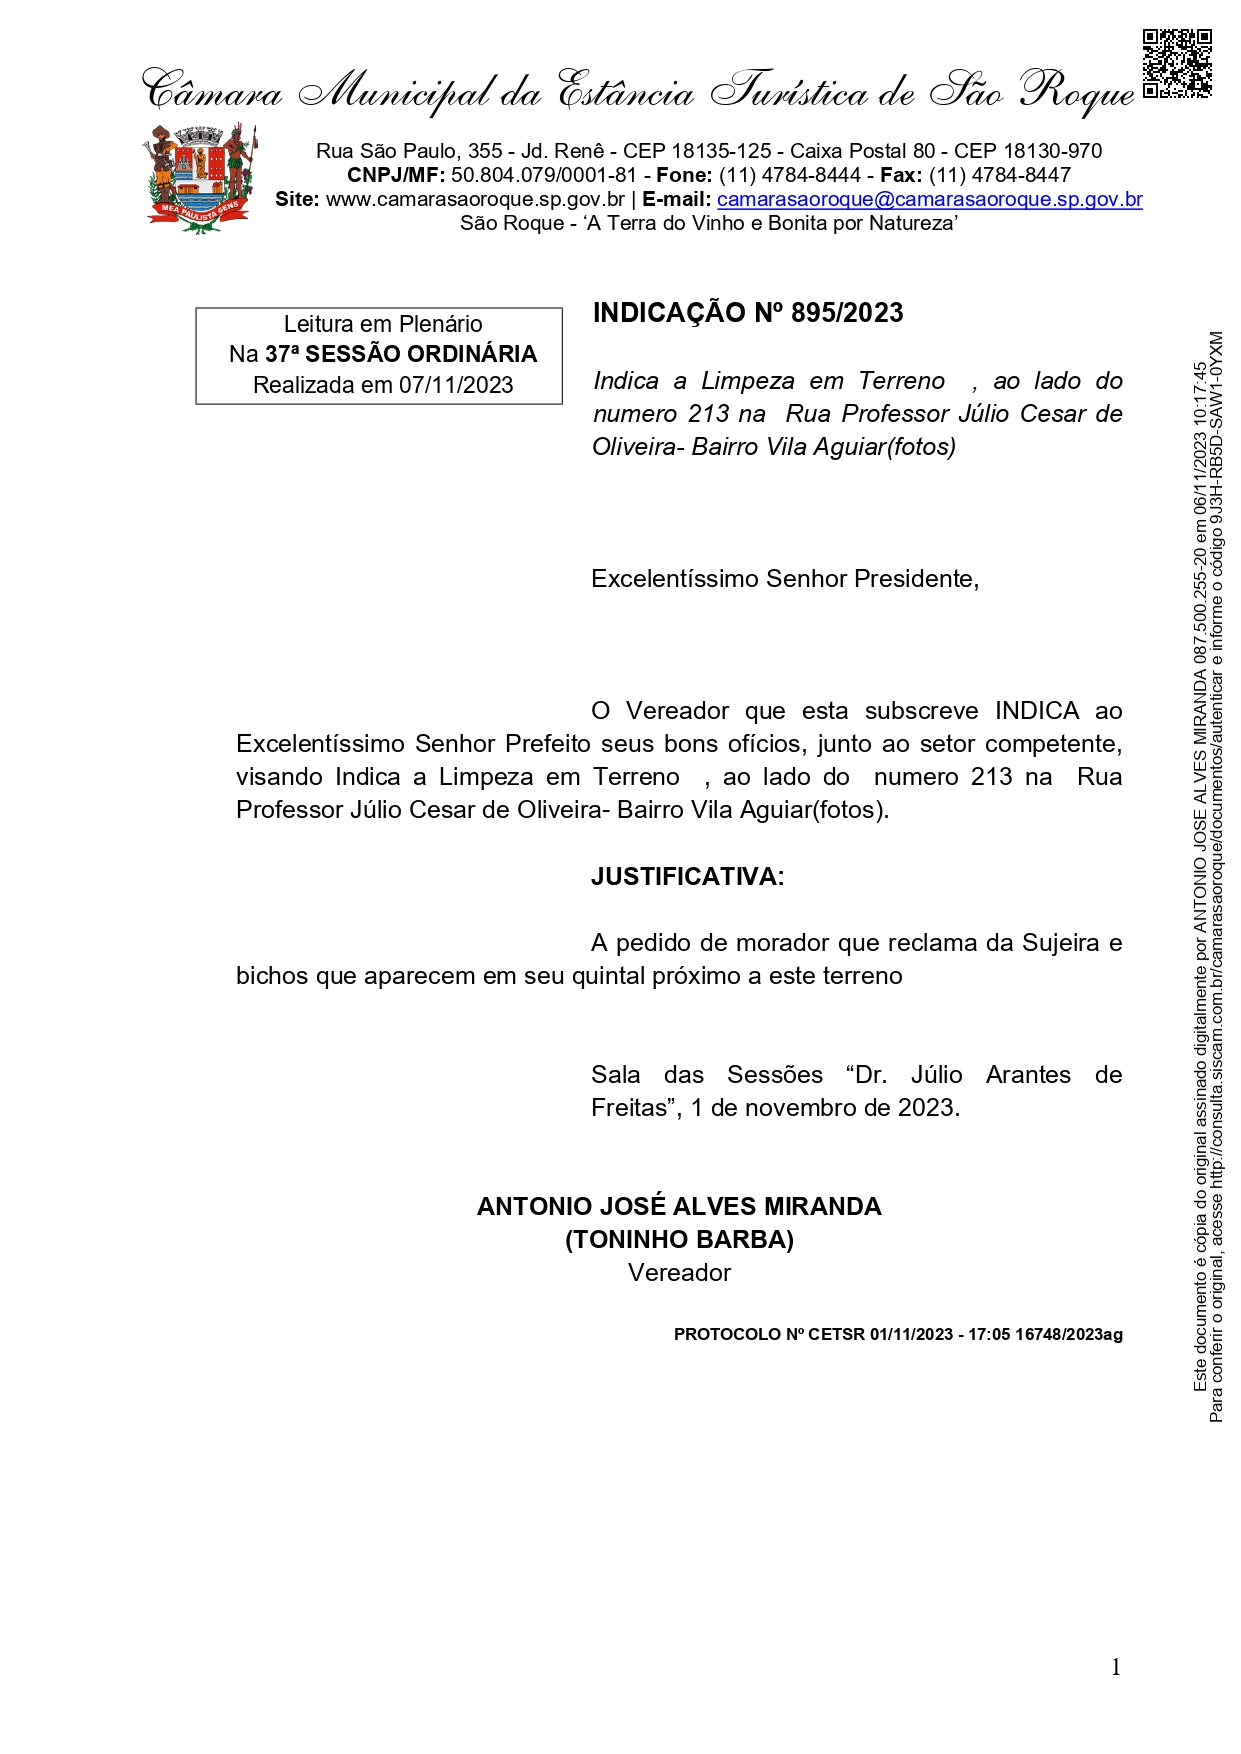 Câmara Municipal da Estância Turística de São Roque
Rua São Paulo, 355 - Jd. Renê - CEP 18135-125 - Caixa Postal 80 - CEP 18130-970
CNPJ/MF: 50.804.079/0001-81 - Fone: (11) 4784-8444 - Fax: (11) 4784-8447
Site: www.camarasaoroque.sp.gov.br | E-mail: camarasaoroque@camarasaoroque.sp.gov.br
São Roque - ‘A Terra do Vinho e Bonita por Natureza’
MEA PAULISTA GENS
Leitura em Plenário
Na 37ª SESSÃO ORDINÁRIA
Realizada em 07/11/2023
INDICAÇÃO Nº 895/2023
Indica a Limpeza em Terreno , ao lado do
numero 213 na Rua Professor Júlio Cesar de
Oliveira- Bairro Vila Aguiar(fotos)
Excelentíssimo Senhor Presidente,
O Vereador que esta subscreve INDICA ao
Excelentíssimo Senhor Prefeito seus bons ofícios, junto ao setor competente,
visando Indica a Limpeza em Terreno , ao lado do numero 213 na Rua
Professor Júlio Cesar de Oliveira- Bairro Vila Aguiar(fotos).
JUSTIFICATIVA:
A pedido de morador que reclama da Sujeira e
bichos que aparecem em seu quintal próximo a este terreno
Sala das Sessões “Dr. Júlio Arantes de
Freitas”, 1 de novembro de 2023.
ANTONIO JOSÉ ALVES MIRANDA
(TONINHO BARBA)
Vereador
PROTOCOLO Nº CETSR 01/11/2023 - 17:05 16748/2023ag
1
Este documento é cópia do original assinado digitalmente por ANTONIO JOSE ALVES MIRANDA 087.500.255-20 em 06/11/2023 10:17:45
Para conferir o original, acesse http://consulta.siscam.com.br/camarasaoroque/documentos/autenticar e informe o código 9J3H-RB5D-SAW1-0YXM